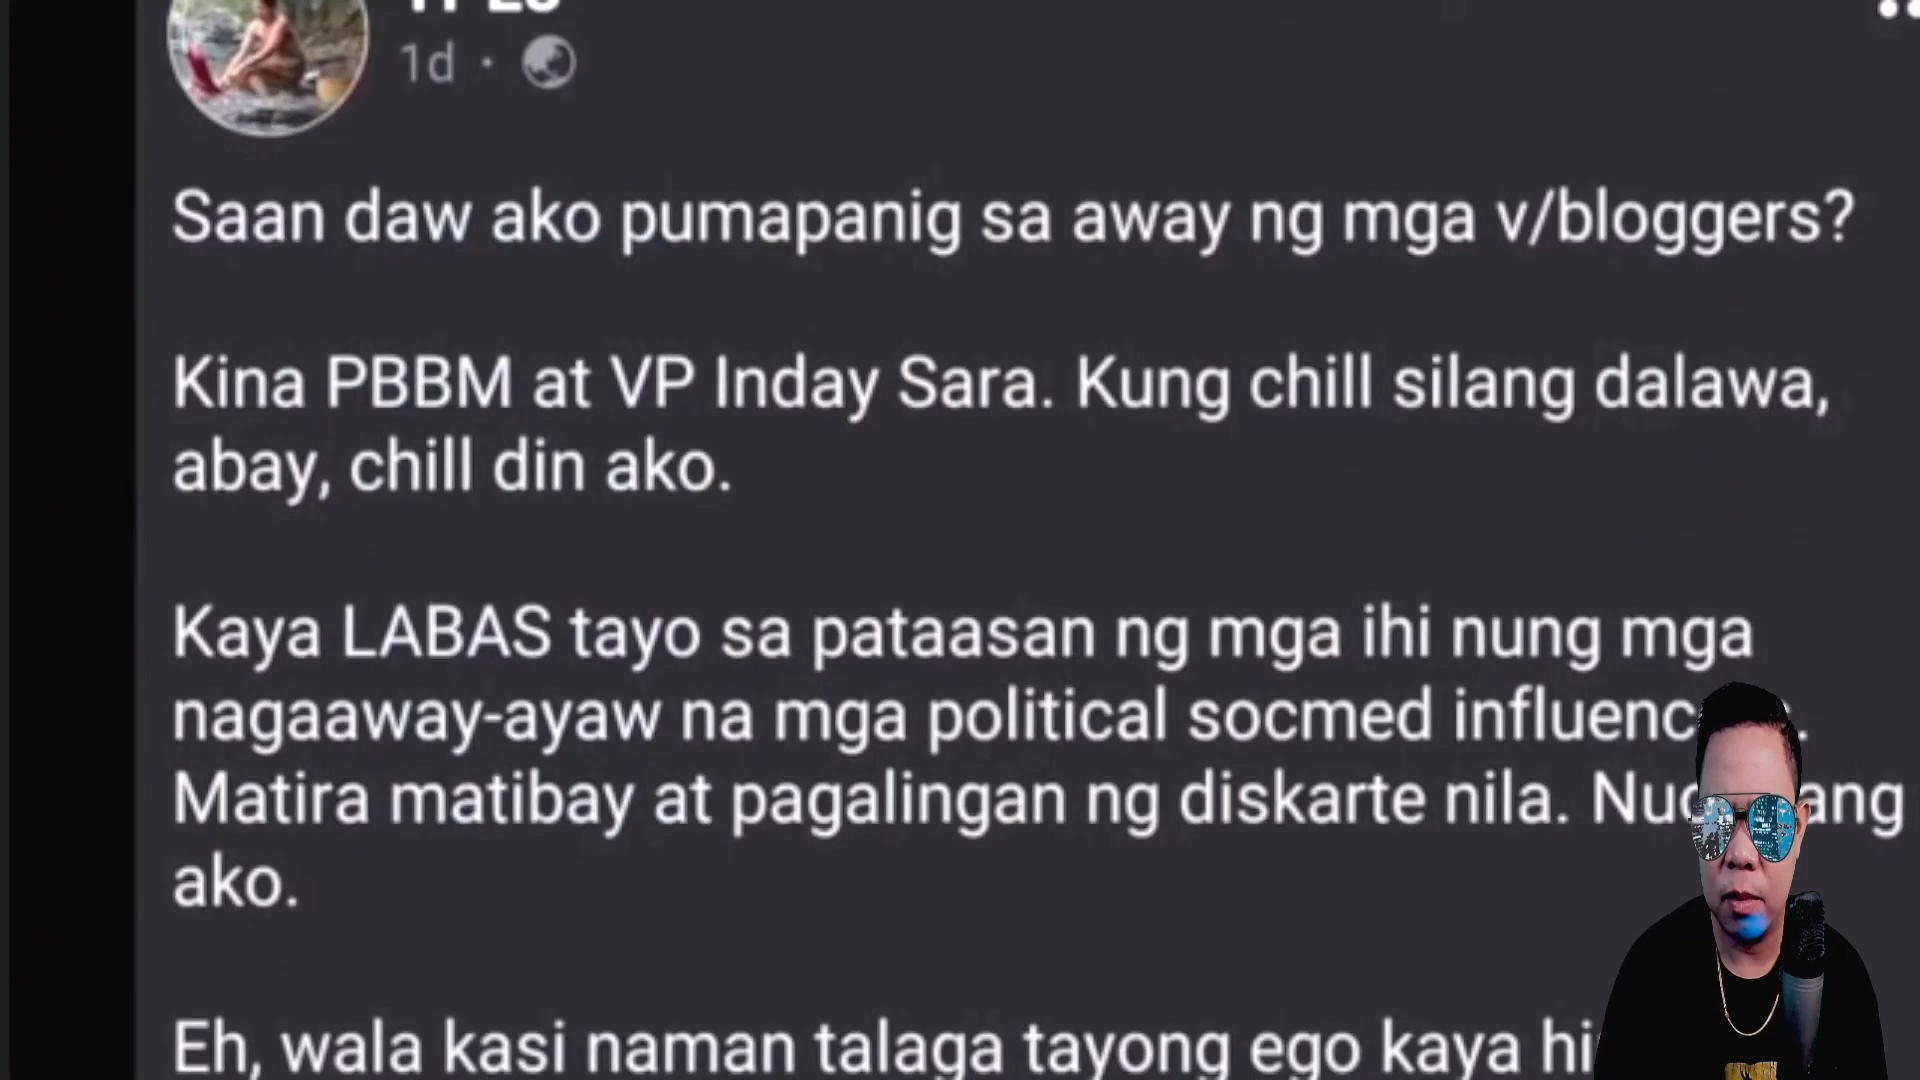 1d
Saan daw ako pumapanig sa away ng mga v/bloggers?
Kina PBBM at VP Inday Sara. Kung chill silang dalawa,
abay, chill din ako.
Kaya LABAS tayo sa pataasan ng mga ihi nung mga
nagaaway-ayaw na mga political socmed
Matira matibay at pagalingan ng diskarte nila.
ako.
Eh, wala kasi naman talaga tayong ego kaya